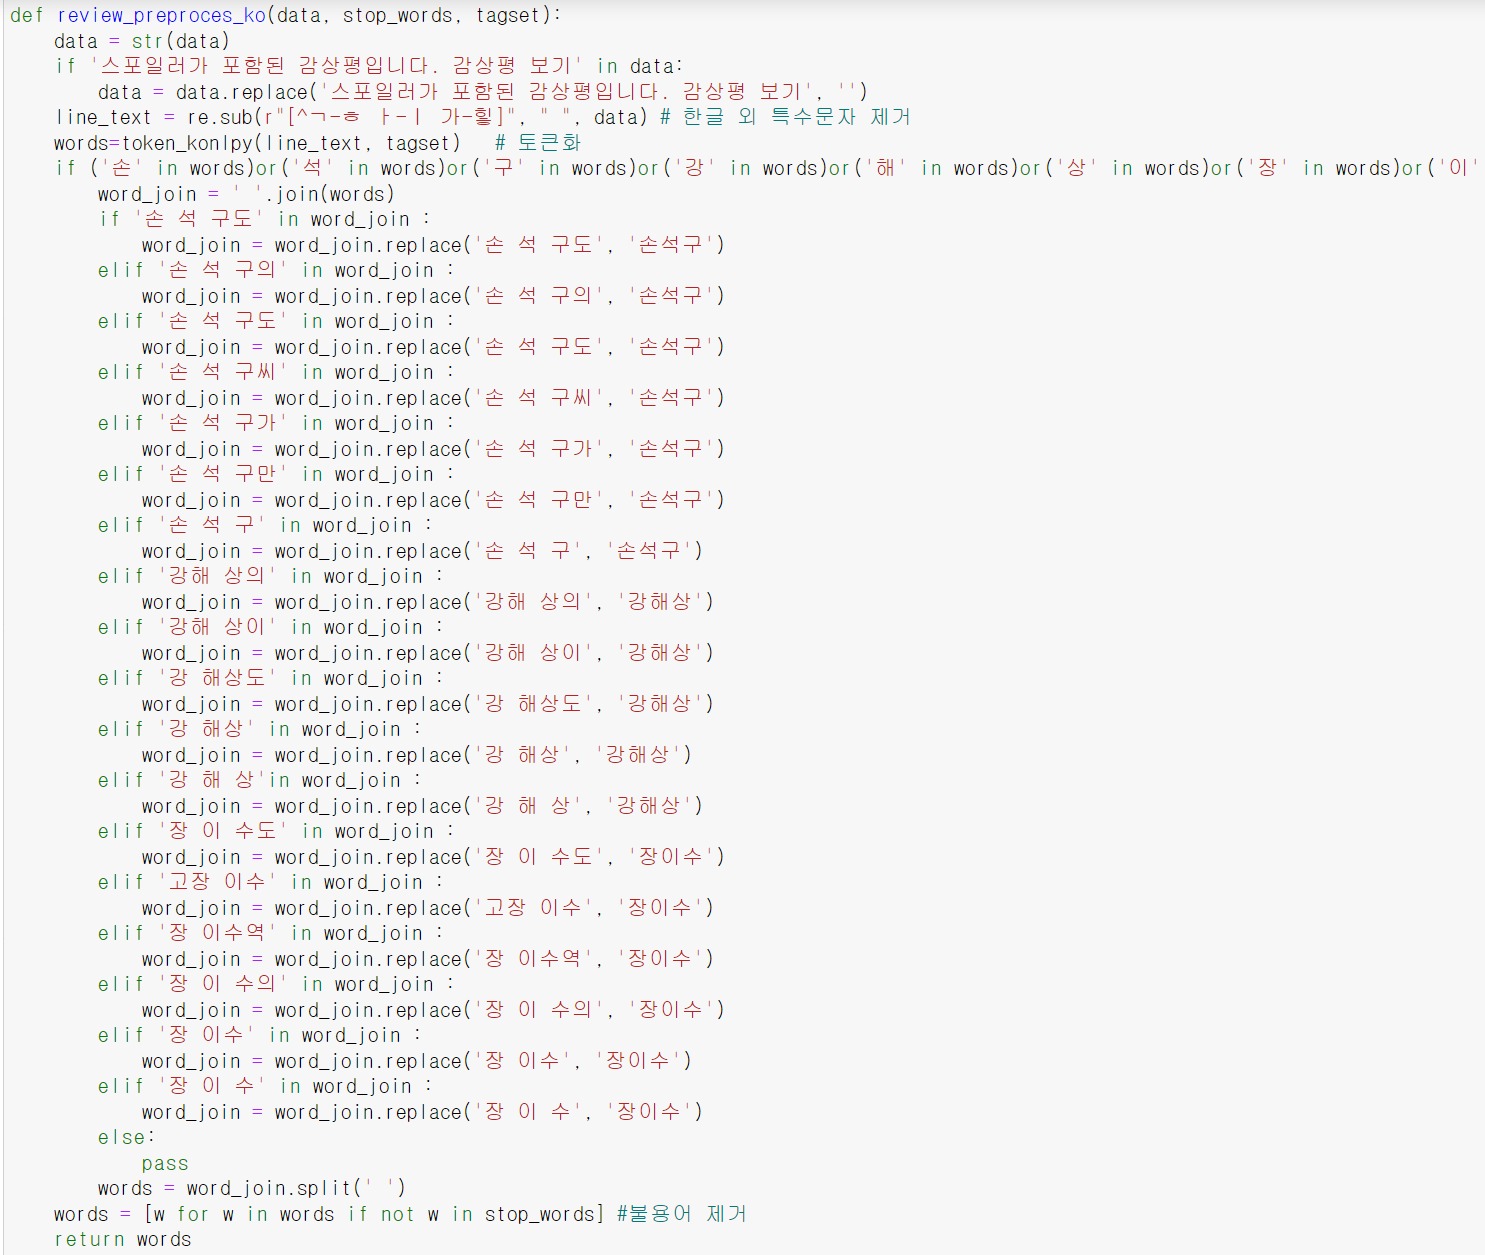 def review_preproces_ko(data, stop_words, tagset):
    data = str(data)
    if '스포일러가 포함된 감상평입니다. 감상평 보기' in data:
        data = data.replace('스포일러가 포함된 감상평입니다. 감상평 보기', '')
    line_text = re.sub(r"[^ㄱ-ㅎ ㅏ-ㅣ 가-힣]", " ", data) # 한글 외 특수문자 제거
    words=token_konlpy(line_text, tagset)   # 토큰화
    if ('손' in words)or('석' in words)or('구' in words)or('강' in words)or('해' in words)or('상' in words)or('장' in words)or('이'
        word_join = ' '.join(words)
        if '손 석 구도' in word_join :
            word_join = word_join.replace('손 석 구도', '손석구')
        elif '손 석 구의' in word_join :
            word_join = word_join.replace('손 석 구의', '손석구')
        elif '손 석 구도' in word_join :
            word_join = word_join.replace('손 석 구도', '손석구')
        elif '손 석 구씨' in word_join :
            word_join = word_join.replace('손 석 구씨', '손석구')
        elif '손 석 구가' in word_join :
            word_join = word_join.replace('손 석 구가', '손석구')
        elif '손 석 구만' in word_join :
            word_join = word_join.replace('손 석 구만', '손석구')
        elif '손 석 구' in word_join :
            word_join = word_join.replace('손 석 구', '손석구')
        elif '강해 상의' in word_join :
            word_join = word_join.replace('강해 상의', '강해상')
        elif '강해 상이' in word_join :
            word_join = word_join.replace('강해 상이', '강해상')
        elif '강 해상도' in word_join :
            word_join = word_join.replace('강 해상도', '강해상')
        elif '강 해상' in word_join :
            word_join = word_join.replace('강 해상', '강해상')
        elif '강 해 상'in word_join :
            word_join = word_join.replace('강 해 상', '강해상')
        elif '장 이 수도' in word_join :
            word_join = word_join.replace('장 이 수도', '장이수')
        elif '고장 이수' in word_join :
            word_join = word_join.replace('고장 이수', '장이수')
        elif '장 이수역' in word_join :
            word_join = word_join.replace('장 이수역', '장이수')
        elif '장 이 수의' in word_join :
            word_join = word_join.replace('장 이 수의', '장이수')
        elif '장 이수' in word_join :
            word_join = word_join.replace('장 이수', '장이수')
        elif '장 이 수' in word_join :
            word_join = word_join.replace('장 이 수', '장이수')
        else:
            pass
        words = word_join.split(' ')
    words = [w for w in words if not w in stop_words] #불용어 제거
    return words